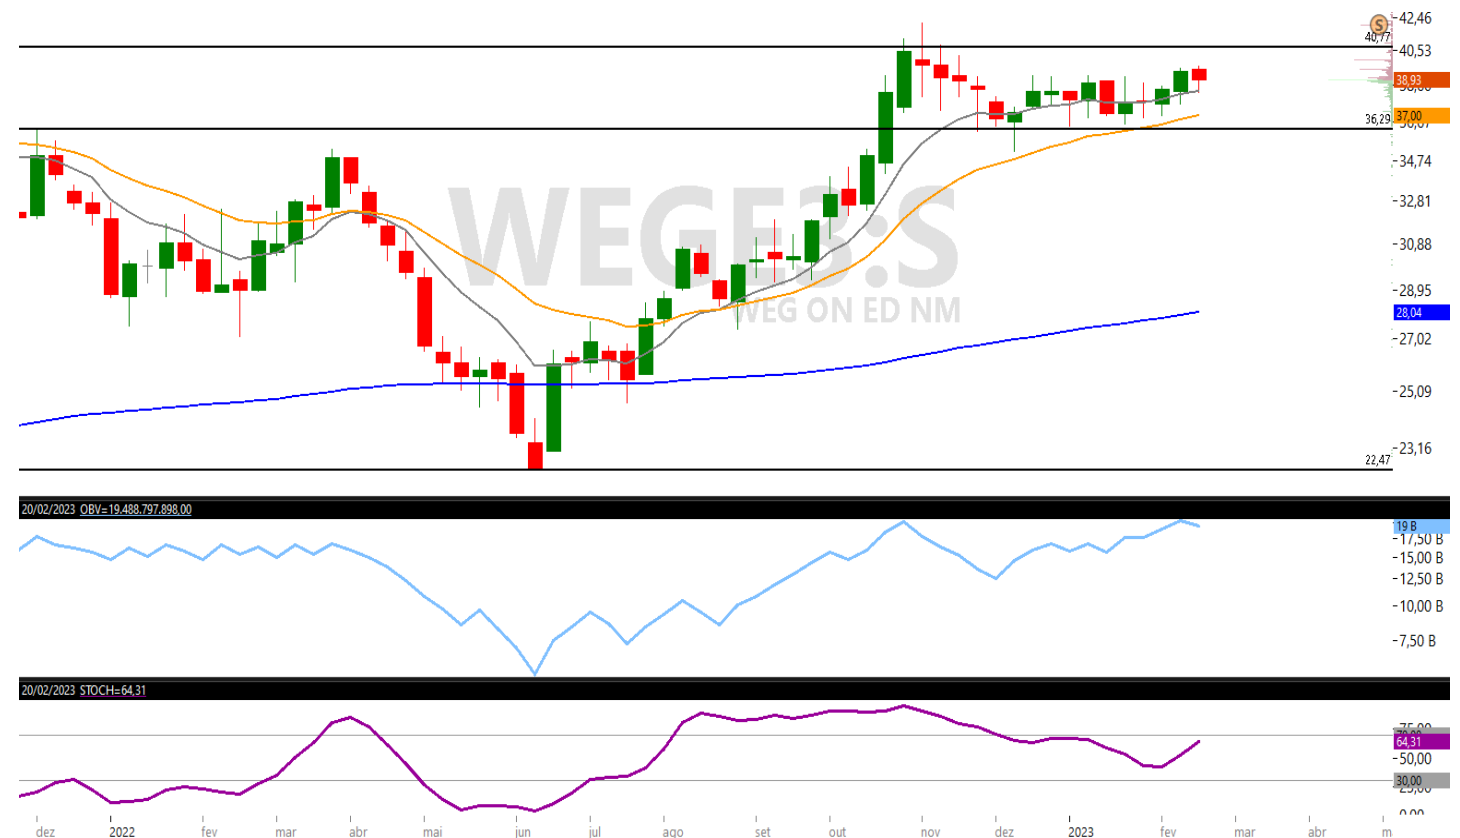 42,46
S
40,77
40,53
38,93
37,00
36,29
34,74
WEGE3:S
32,81
30,88
28,95
WEG ON ED NM
28,04
27,02
25,09
23,16
22,47
20/02/2023 OBV=19.488.797.898,00
19 B
17,50 B
15,00 B
12,50 B
10,00 B
7,50 B
20/02/2023 STOCH=64,31
75,00
64,31
50,00
30,00
dez 2022 fev mar abr mai jun jul ago set out nov dez 2023 fev mar abr m